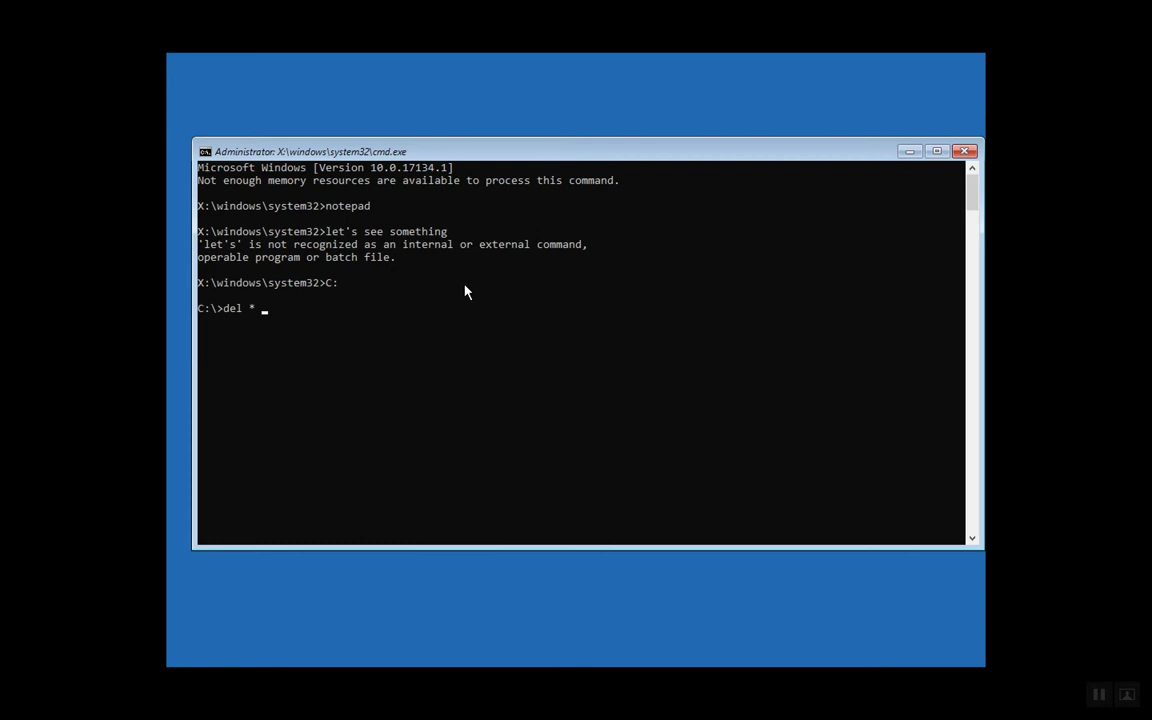 Administrator: X:\windows\system32\cmd.exe
Microsoft Windows [Version 10.0.17134.1]
Not enough memory resources are available to process this command.
X:\windows\system32>notepad
X:\windows\system32>let's see something
'let's' is not recognized as an internal or external command,
operable program or batch file.
X:\windows\system32>C:
C:\>del *